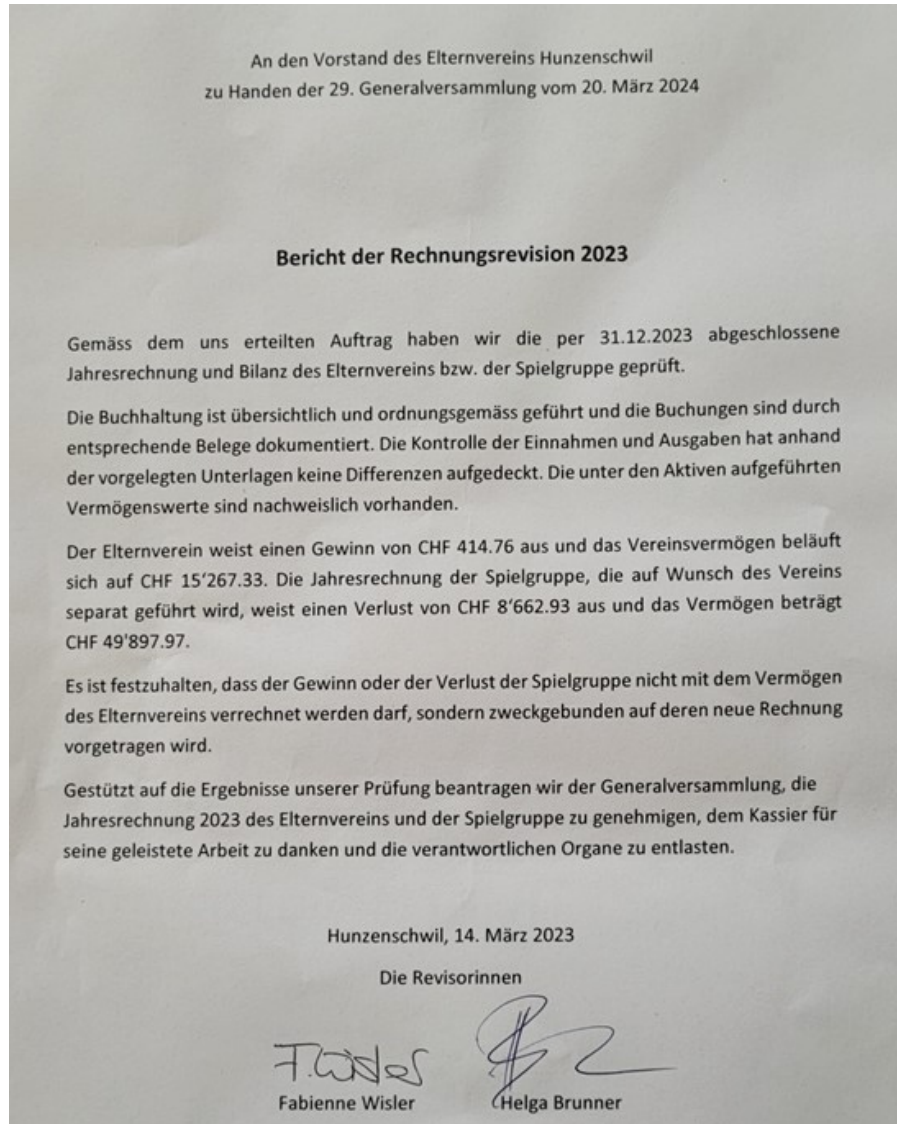 An den Vorstand des Elternvereins Hunzenschwil
zu Handen der 29. Generalversammlung vom 20. März 2024
Bericht der Rechnungsrevision 2023
Gemäss dem uns erteilten Auftrag haben wir die per 31.12.2023 abgeschlossene
Jahresrechnung und Bilanz des Elternvereins bzw. der Spielgruppe geprüft.
Die Buchhaltung ist übersichtlich und ordnungsgemäss geführt und die Buchungen sind durch
entsprechende Belege dokumentiert. Die Kontrolle der Einnahmen und Ausgaben hat anhand
der vorgelegten Unterlagen keine Differenzen aufgedeckt. Die unter den Aktiven aufgeführten
Vermögenswerte sind nachweislich vorhanden.
Der Elternverein weist einen Gewinn von CHF 414.76 aus und das Vereinsvermögen beläuft
sich auf CHF 15‘267.33. Die Jahresrechnung der Spielgruppe, die auf Wunsch des Vereins
separat geführt wird, weist einen Verlust von CHF 8‘662.93 aus und das Vermögen beträgt
CHF 49'897.97.
Es ist festzuhalten, dass der Gewinn oder der Verlust der Spielgruppe nicht mit dem Vermögen
des Elternvereins verrechnet werden darf, sondern zweckgebunden auf deren neue Rechnung
vorgetragen wird.
Gestützt auf die Ergebnisse unserer Prüfung beantragen wir der Generalversammlung, die
Jahresrechnung 2023 des Elternvereins und der Spielgruppe zu genehmigen, dem Kassier für
seine geleistete Arbeit zu danken und die verantwortlichen Organe zu entlasten.
Hunzenschwil, 14. März 2023
Die Revisorinnen
F. Wisler
Fabienne Wisler Helga Brunner